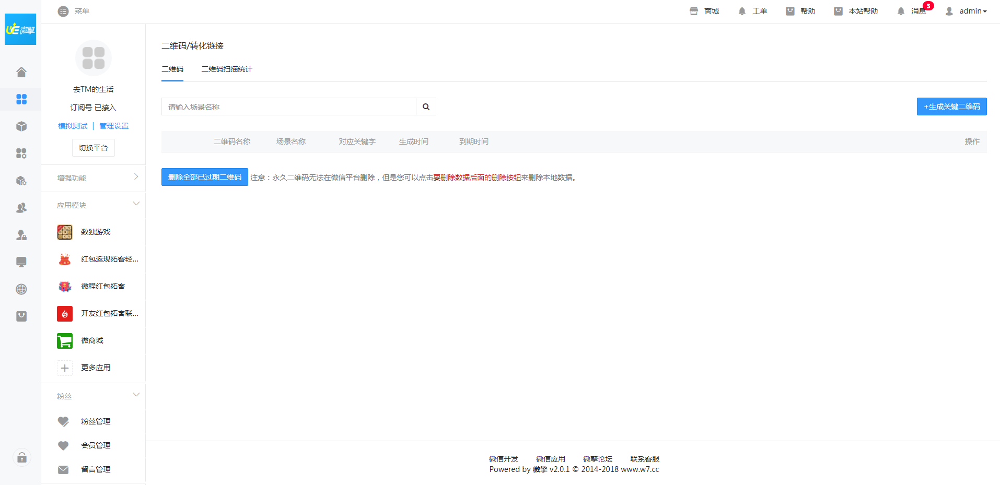 菜单
商城 工单 帮助 本站帮助 消息 3 admin
微擎
去TM的生活
订阅号 已接入
模拟测试 | 管理设置
切换平台
增强功能
应用模块
数独游戏
红包返现拓客轻...
微程红包拓客
开友红包拓客联...
微商城
更多应用
粉丝
粉丝管理
会员管理
留言管理
二维码/转化链接
二维码 二维码扫描统计
请输入场景名称
+生成关键二维码
二维码名称 场景名称 对应关键字 生成时间 到期时间 操作
删除全部已过期二维码 注意：永久二维码无法在微信平台删除，但是您可以点击要删除数据后面的删除按钮来删除本地数据。
微信开发 微信应用 微擎论坛 联系客服
Powered by 微擎 v2.0.1 © 2014-2018 www.w7.cc